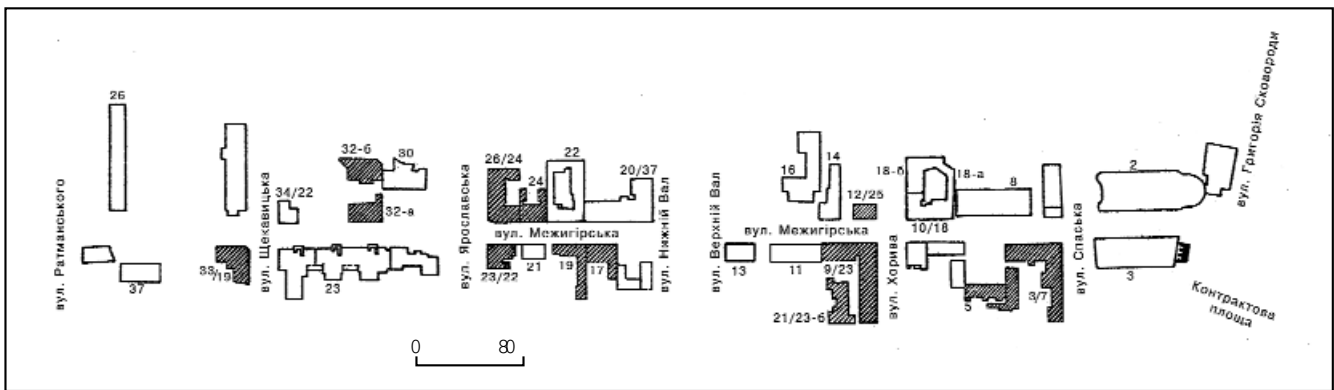 26
вул. Ратманського
37
33/19
вул. Щекавицька
34/22
32-б
30
32-а
23
вул. Ярославська
26/24
24
22
20/37
вул. Межигірська
23/22
21
19
17
вул. Нижній Вал
вул. Верхній Вал
16
14
12/25
вул. Межигірська
13
11
9/23
21/23-б
вул. Хорива
18-б
18-а
8
10/18
5
3/7
вул. Спаська
2
3
вул. Григорія Сковороди
Контрактова
площа
0
80